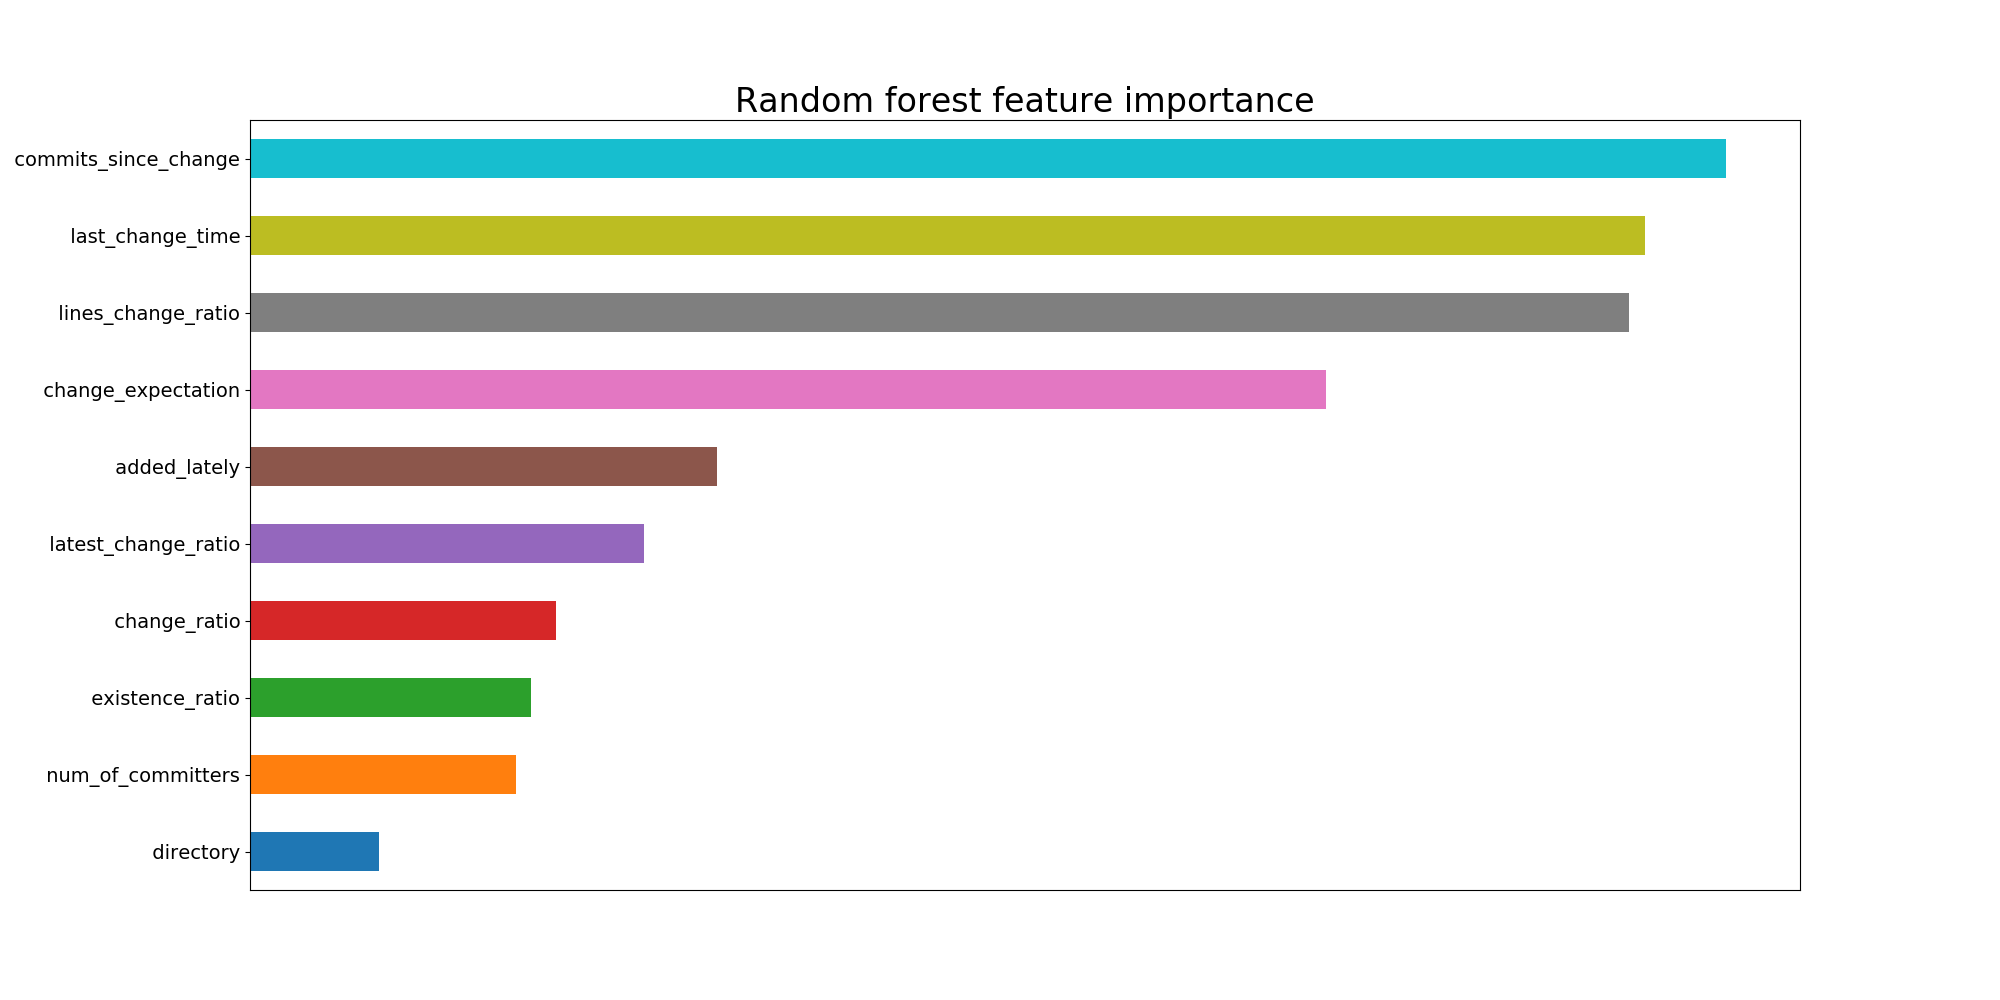 Random forest feature importance
commits_since_change
last_change_time
lines_change_ratio
change_expectation
added_lately
latest_change_ratio
change_ratio
existence_ratio
num_of_committers
directory